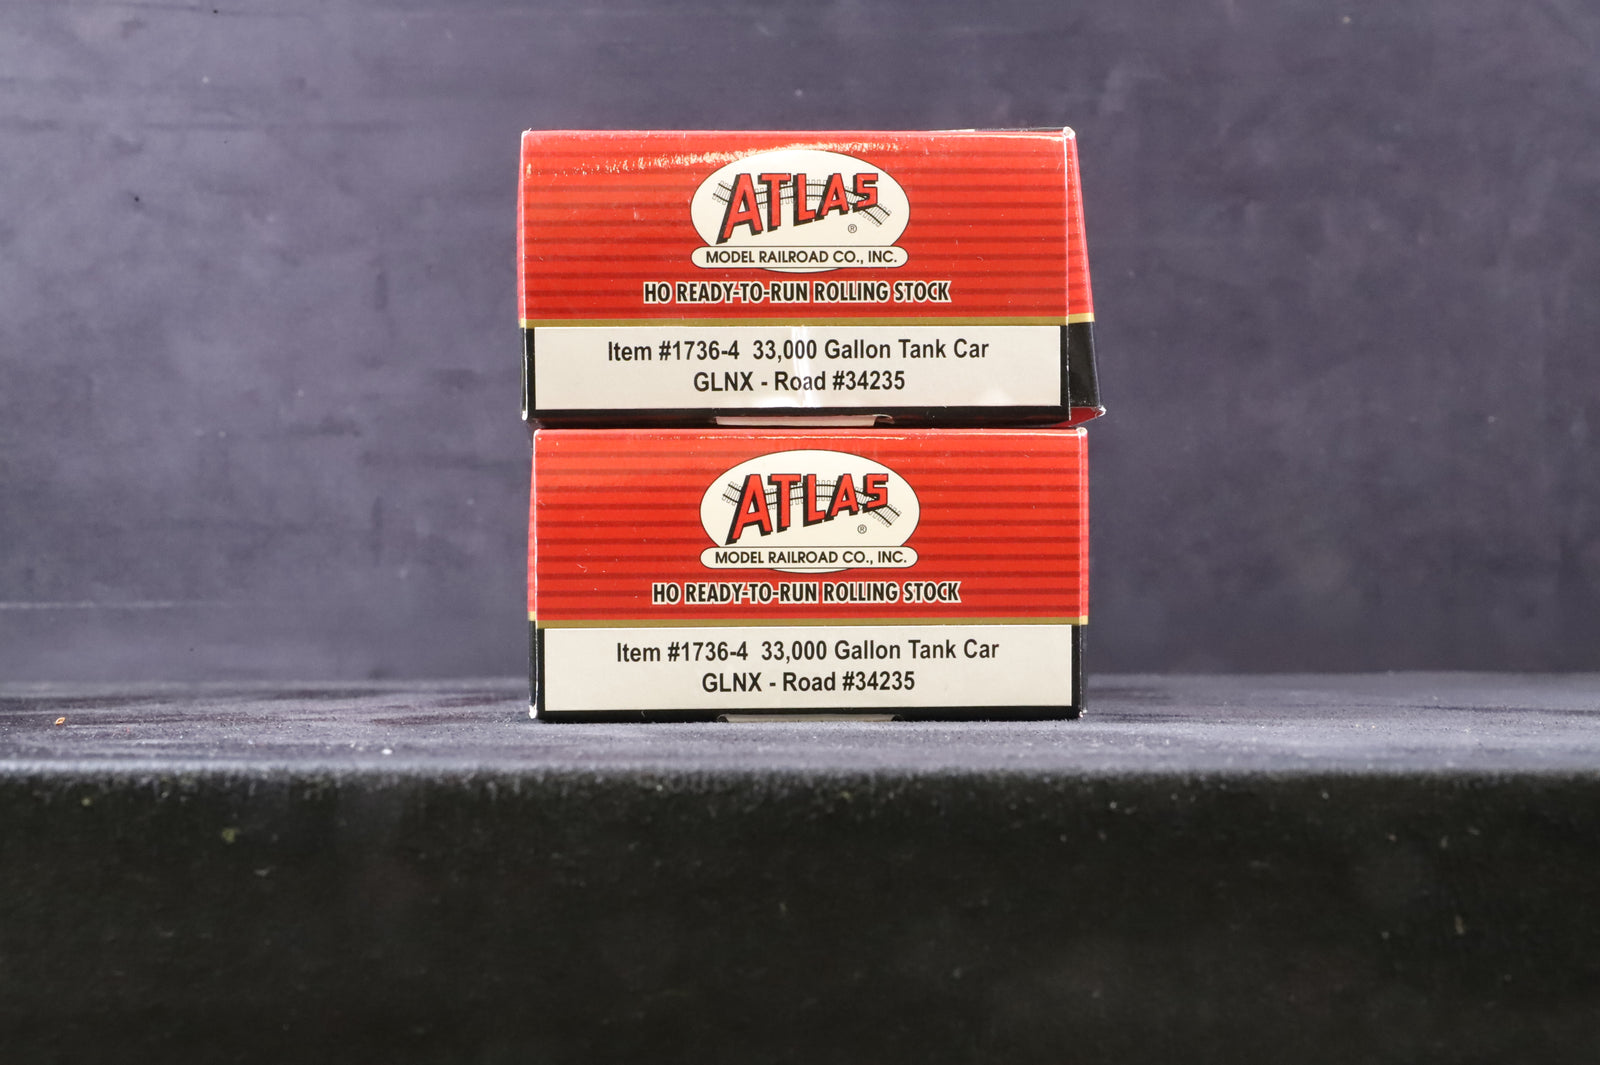 ATLAS
®
MODEL RAILROAD CO., INC.
HO READY-TO-RUN ROLLING STOCK
Item #1736-4  33,000 Gallon Tank Car
GLNX - Road #34235
ATLAS
®
MODEL RAILROAD CO., INC.
HO READY-TO-RUN ROLLING STOCK
Item #1736-4  33,000 Gallon Tank Car
GLNX - Road #34235